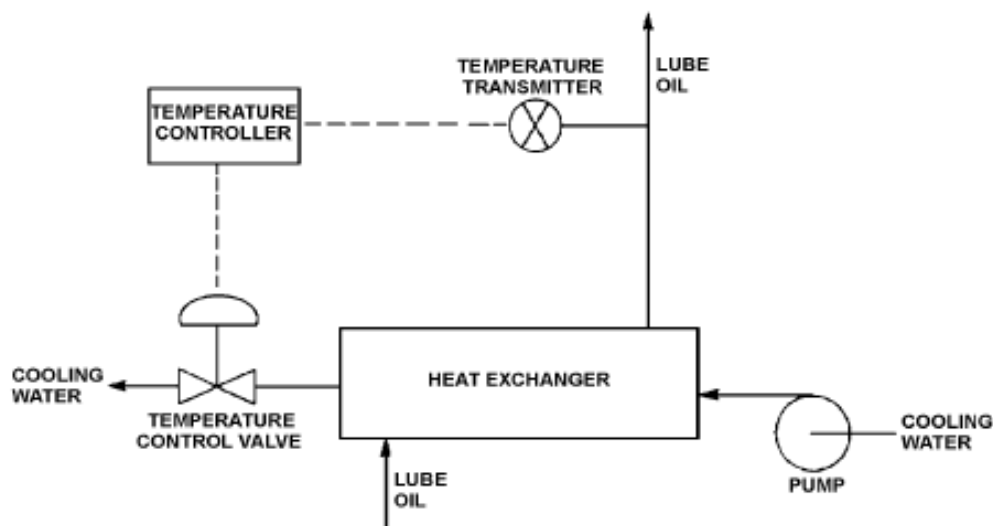 TEMPERATURE
TRANSMITTER
LUBE
OIL
TEMPERATURE
CONTROLLER
COOLING
WATER
HEAT EXCHANGER
TEMPERATURE
CONTROL VALVE
COOLING
WATER
PUMP
LUBE
OIL